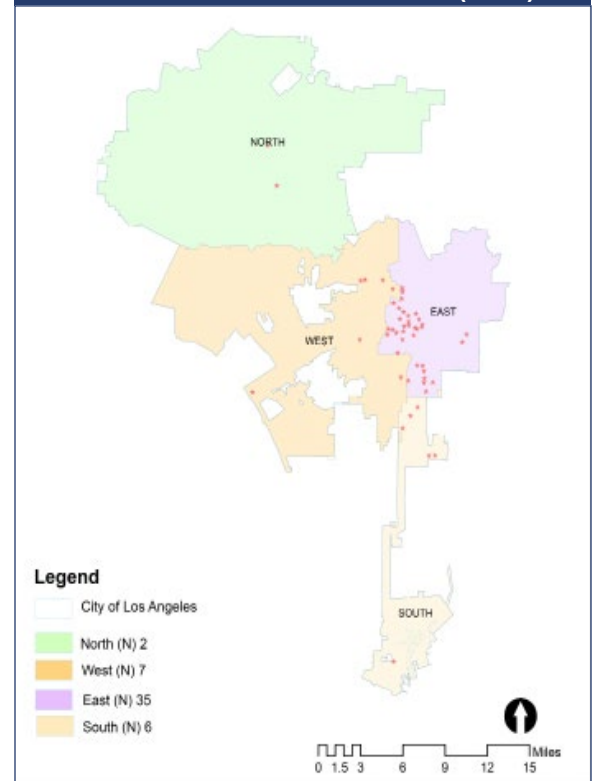 NORTH
EAST
WEST
SOUTH
Legend
City of Los Angeles
North (N) 2
West (N) 7
East (N) 35
South (N) 6
Miles
0 1.5 3 6 9 12 15